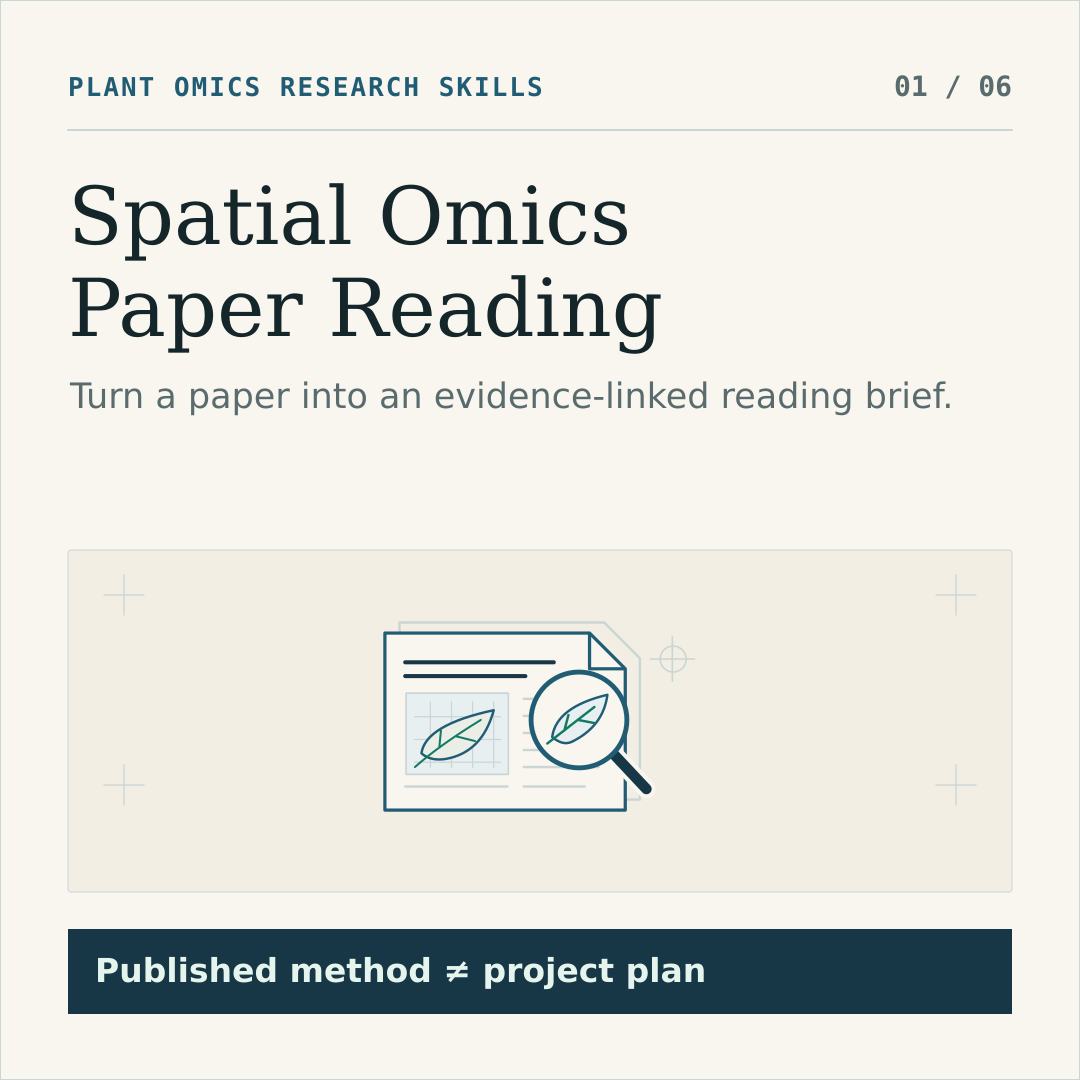 PLANT OMICS RESEARCH SKILLS
01 / 06
Spatial Omics
Paper Reading
Turn a paper into an evidence-linked reading brief.
Published method ≠ project plan